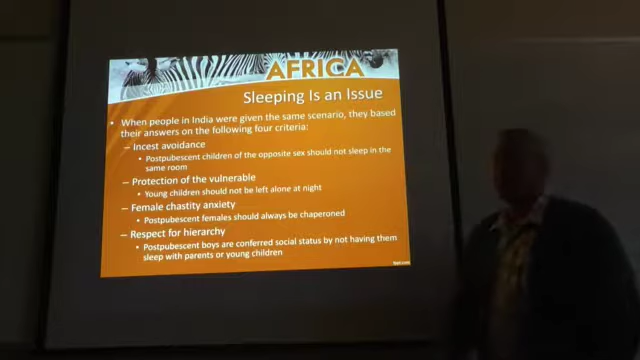 AFRICA
Sleeping Is an Issue
• When people in India were given the same scenario, they based
their answers on the following four criteria:
– Incest avoidance
• Postpubescent children of the opposite sex should not sleep in the
same room
– Protection of the vulnerable
• Young children should not be left alone at night
– Female chastity anxiety
• Postpubescent females should always be chaperoned
– Respect for hierarchy
• Postpubescent boys are conferred social status by not having them
sleep with parents or young children